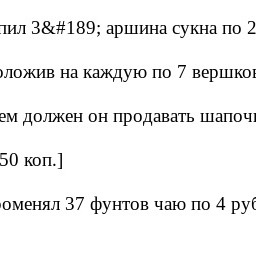 пил 3&#189; аршина сукна по 2
оложив на каждую по 7 вершков
ем должен он продавать шапочк
50 коп.]
роменял 37 фунтов чаю по 4 руб